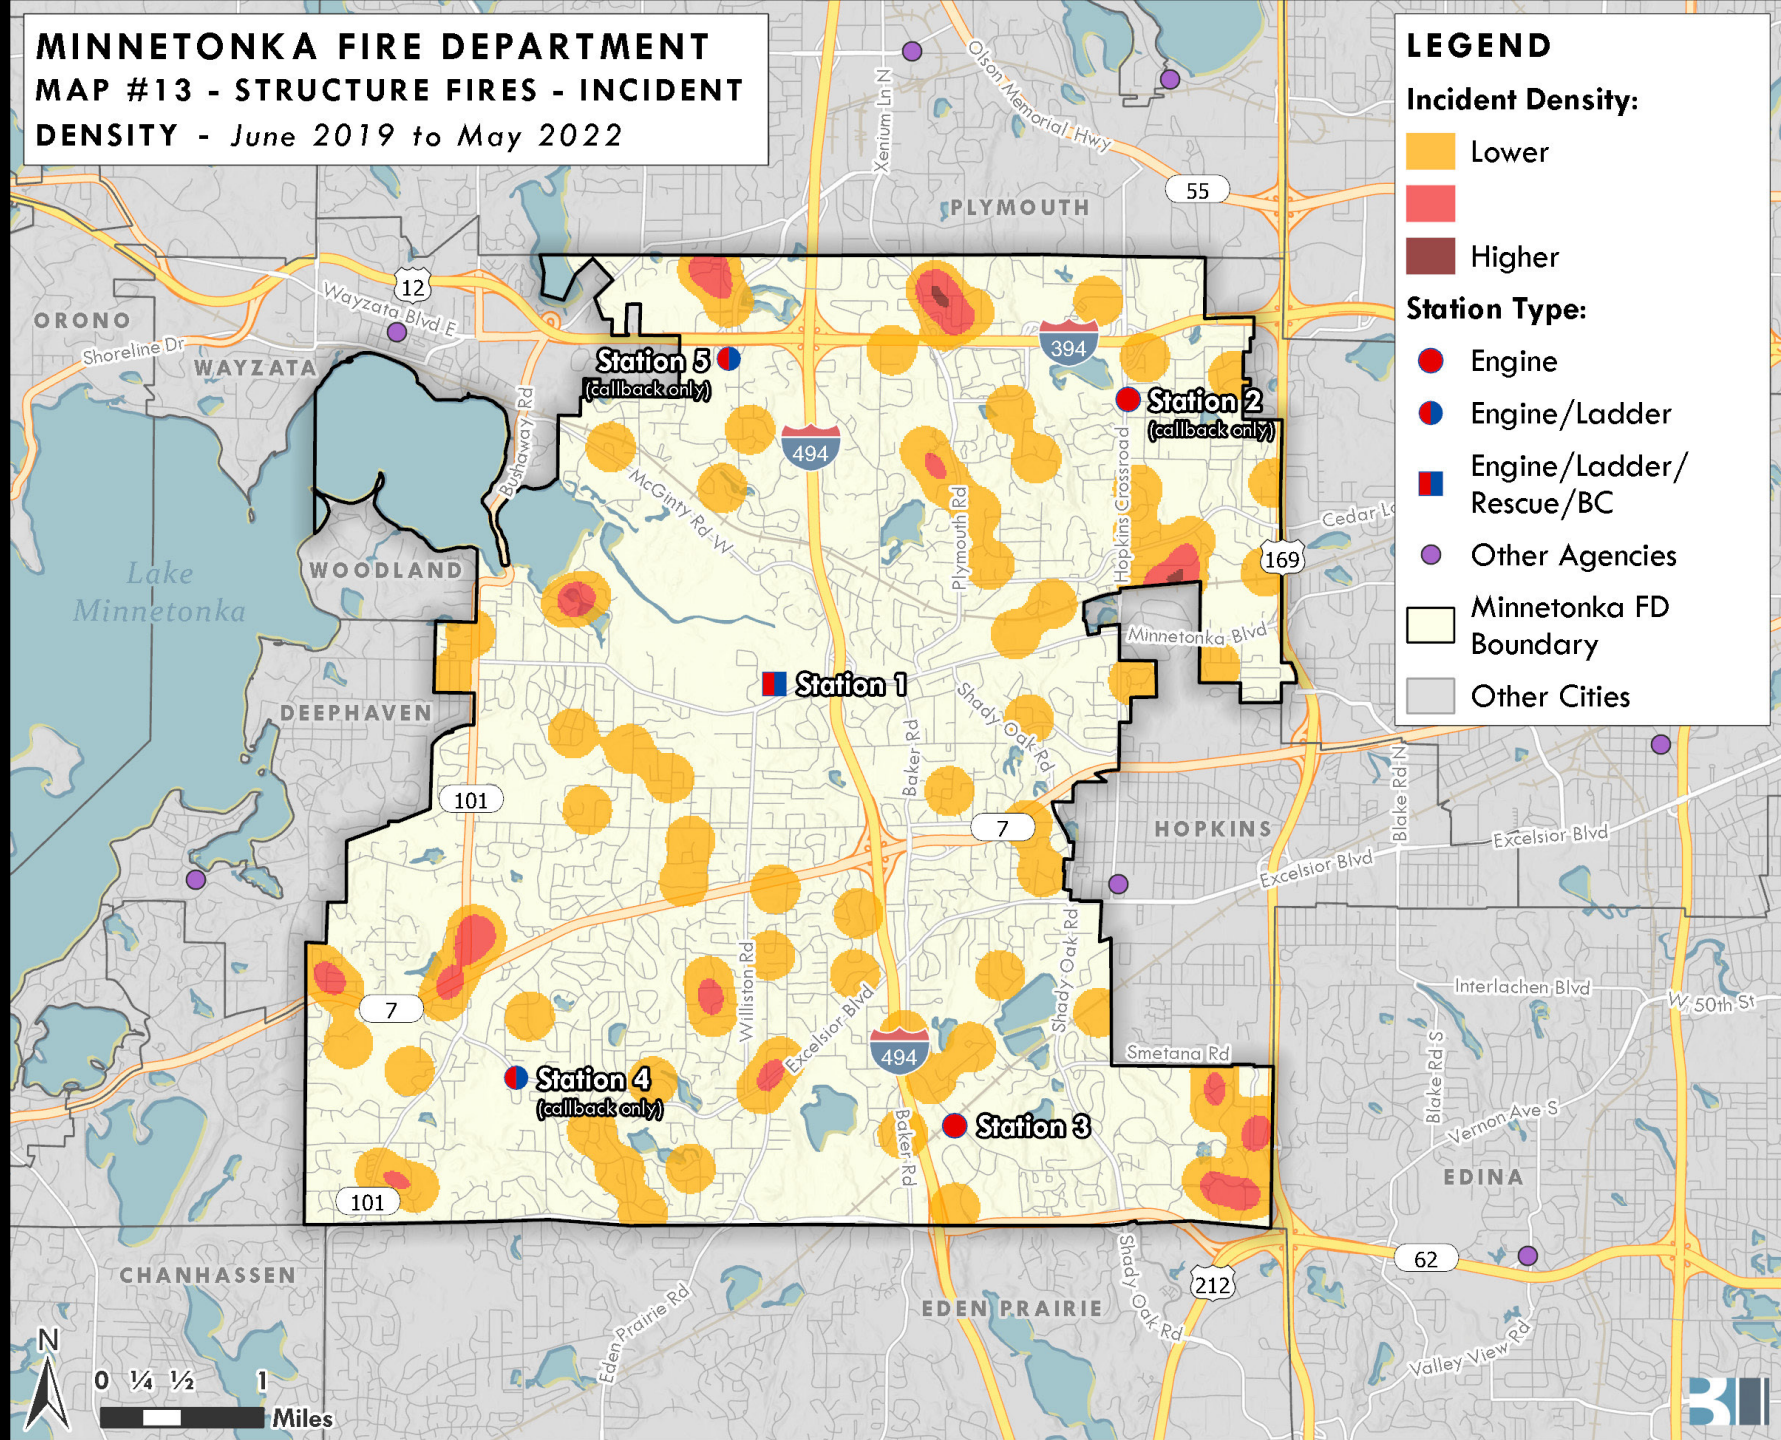 MINNETONKA FIRE DEPARTMENT
MAP #13 - STRUCTURE FIRES - INCIDENT
DENSITY - June 2019 to May 2022
LEGEND
Incident Density:
Lower
Higher
Station Type:
Engine
Engine/Ladder
Engine/Ladder/
Rescue/BC
Other Agencies
Minnetonka FD
Boundary
Other Cities
Xenium Ln N
Olson Memorial Hwy
55
PLYMOUTH
12
Wayzata Blvd E
ORONO
Shoreline Dr
WAYZATA
394
Station 5
(callback only)
Station 2
(callback only)
Bushaway Rd
494
McGinty Rd W
Plymouth Rd
Hopkins Crossroad
Cedar L
169
WOODLAND
Lake
Minnetonka
Minnetonka Blvd
Station 1
DEEPHAVEN
Shady Oak Rd
Baker Rd
101
7
HOPKINS
Blake Rd N
Excelsior Blvd
Excelsior Blvd
Shady Oak Rd
Williston Rd
7
Interlachen Blvd
W 50th St
Excelsior Blvd
494
Smetana Rd
Blake Rd S
Station 4
(callback only)
Vernon Ave S
Station 3
Baker Rd
EDINA
101
CHANHASSEN
62
212
Shady Oak Rd
EDEN PRAIRIE
Eden Prairie Rd
Valley View Rd
N
0 ¼ ½ 1
Miles